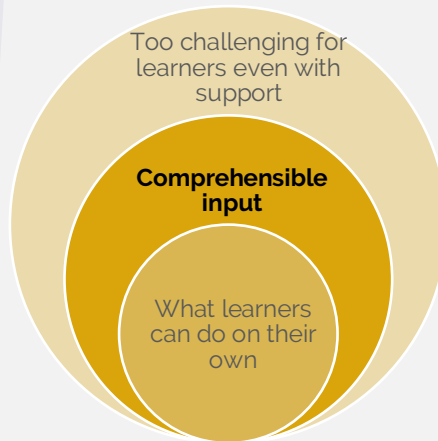 Too challenging for
learners even with
support
Comprehensible
input
What learners
can do on their
own